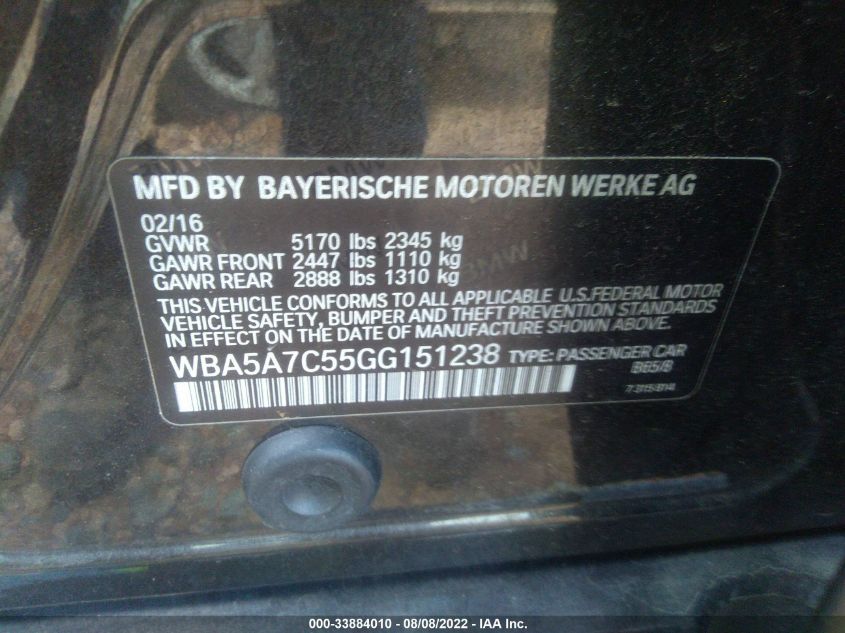 MFD BY BAYERISCHE MOTOREN WERKE AG
02/16
GVWR 5170 lbs 2345 kg
GAWR FRONT 2447 lbs 1110 kg
GAWR REAR 2888 lbs 1310 kg
THIS VEHICLE CONFORMS TO ALL APPLICABLE U.S.FEDERAL MOTOR
VEHICLE SAFETY, BUMPER AND THEFT PREVENTION STANDARDS
IN EFFECT ON THE DATE OF MANUFACTURE SHOWN ABOVE.
WBA5A7C55GG151238 TYPE: PASSENGER CAR
000-33884010 - 08/08/2022 - IAA Inc.